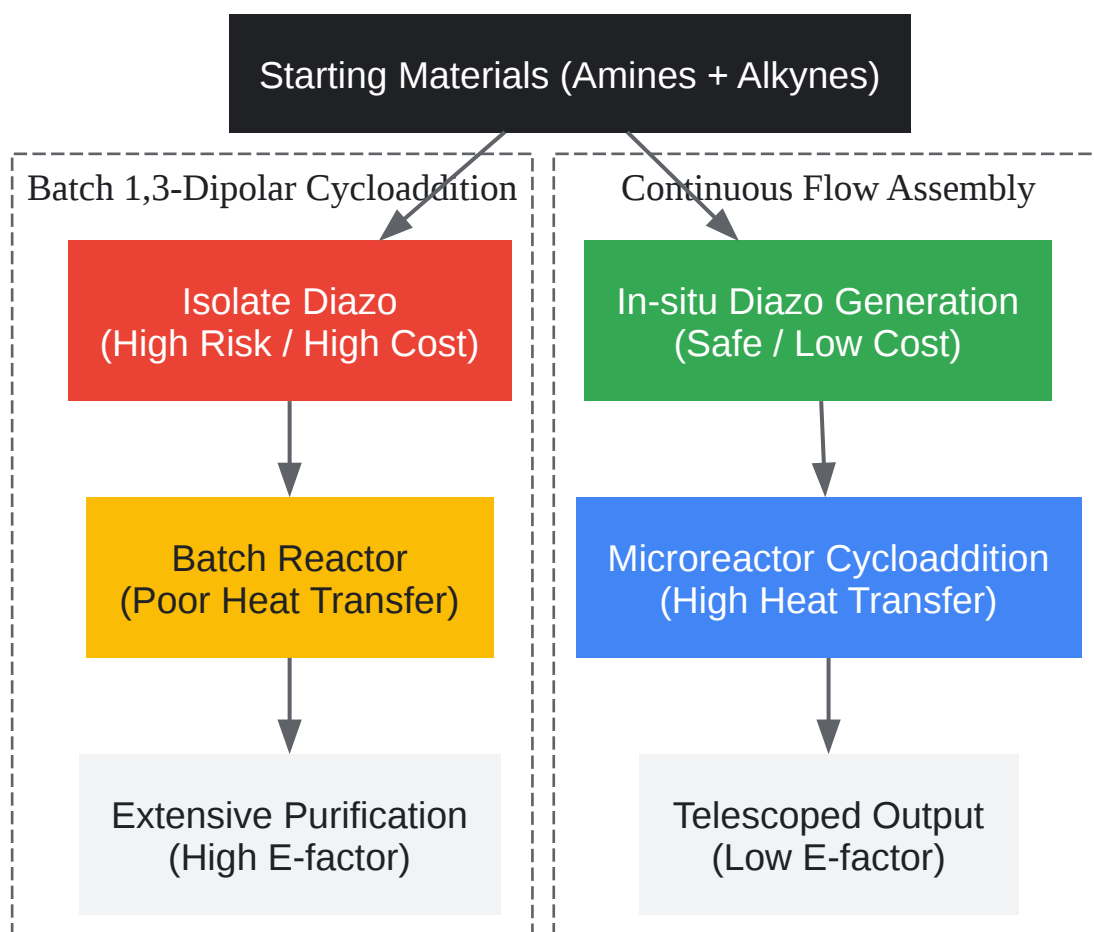 Starting Materials (Amines + Alkynes)
Batch 1,3-Dipolar Cycloaddition
Isolate Diazo
(High Risk / High Cost)
Batch Reactor
(Poor Heat Transfer)
Extensive Purification
(High E-factor)
Continuous Flow Assembly
In-situ Diazo Generation
(Safe / Low Cost)
Microreactor Cycloaddition
(High Heat Transfer)
Telescoped Output
(Low E-factor)